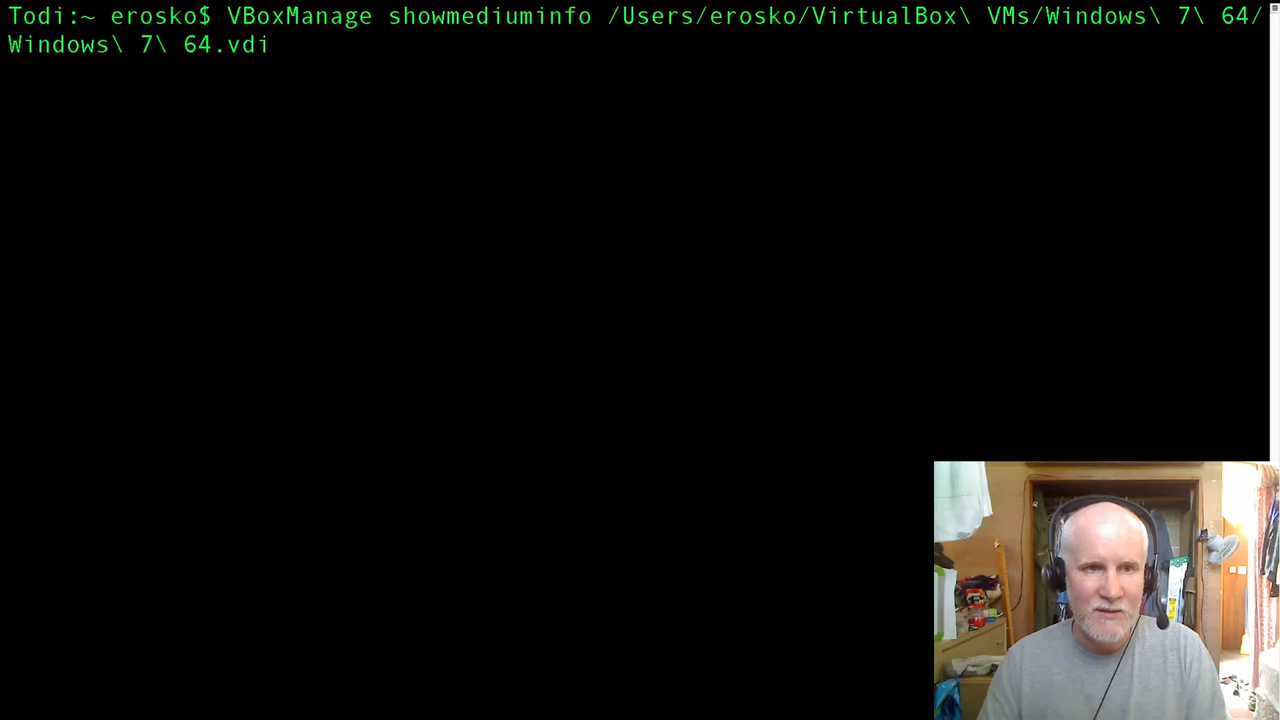 Todi:~ erosko$ VBoxManage showmediuminfo /Users/erosko/VirtualBox\ VMs/Windows\ 7\ 64/
Windows\ 7\ 64.vdi